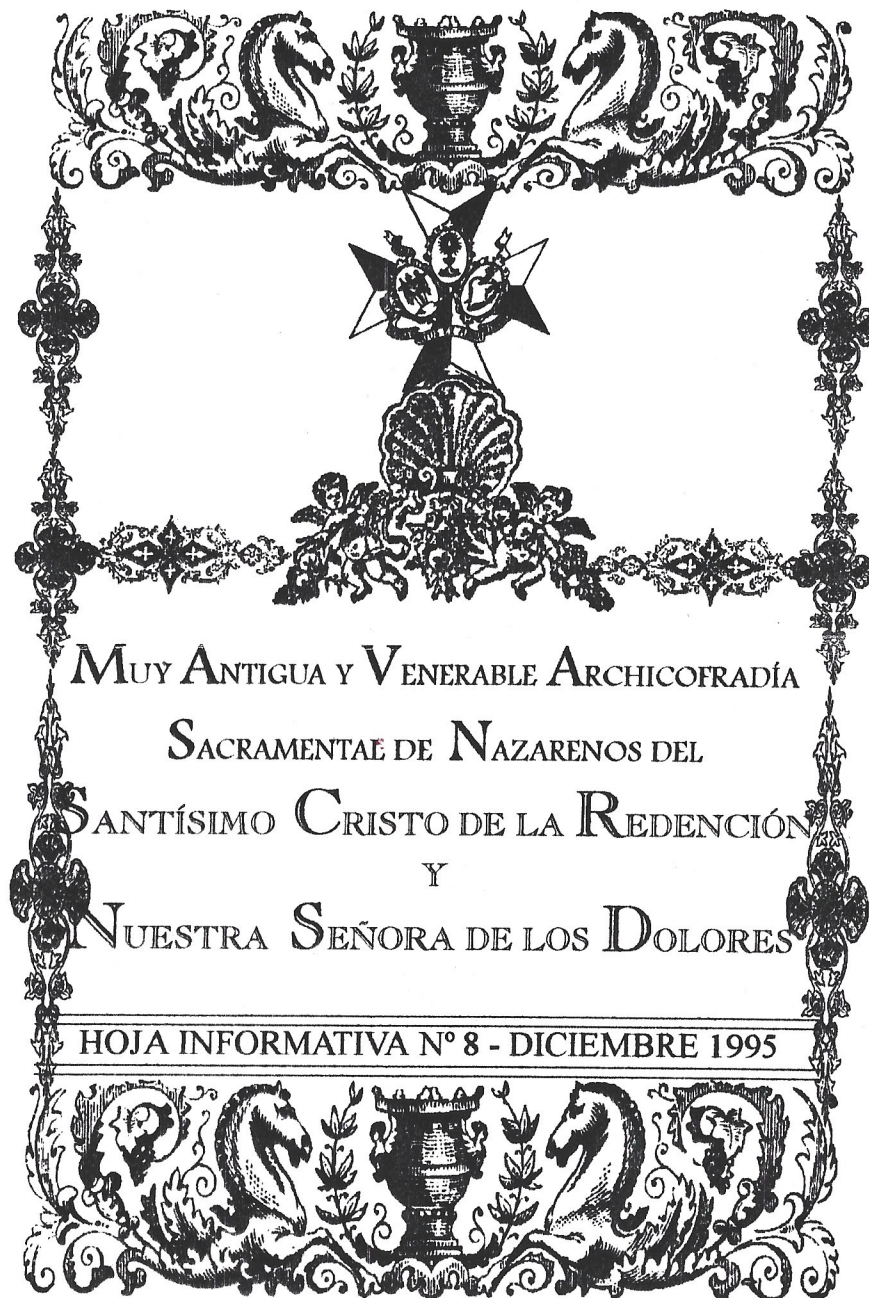 MUY ANTIGUA Y VENERABLE ARCHICOFRADÍA
SACRAMENTAL DE NAZARENOS DEL
SANTÍSIMO CRISTO DE LA REDENCIÓN
Y
NUESTRA SEÑORA DE LOS DOLORES
HOJA INFORMATIVA Nº 8 - DICIEMBRE 1995